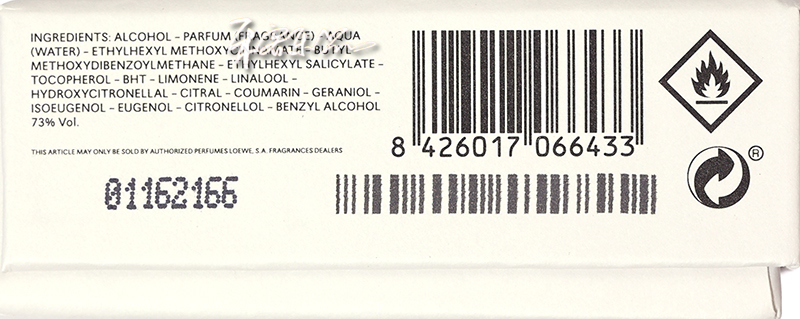 INGREDIENTS: ALCOHOL – PARFUM (FRAGRANCE) – AQUA
(WATER) – ETHYLHEXYL METHOXYCINNAMATE – BUTYL
METHOXYDIBENZOYLMETHANE – ETHYLHEXYL SALICYLATE –
TOCOPHEROL – BHT – LIMONENE – LINALOOL –
HYDROXYCITRONELLAL – CITRAL – COUMARIN – GERANIOL –
ISOEUGENOL – EUGENOL – CITRONELLOL – BENZYL ALCOHOL
73% Vol.
THIS ARTICLE MAY ONLY BE SOLD BY AUTHORIZED PERFUMES LOEWE, S.A. FRAGRANCES DEALERS
8 426017 066433
®
01162166